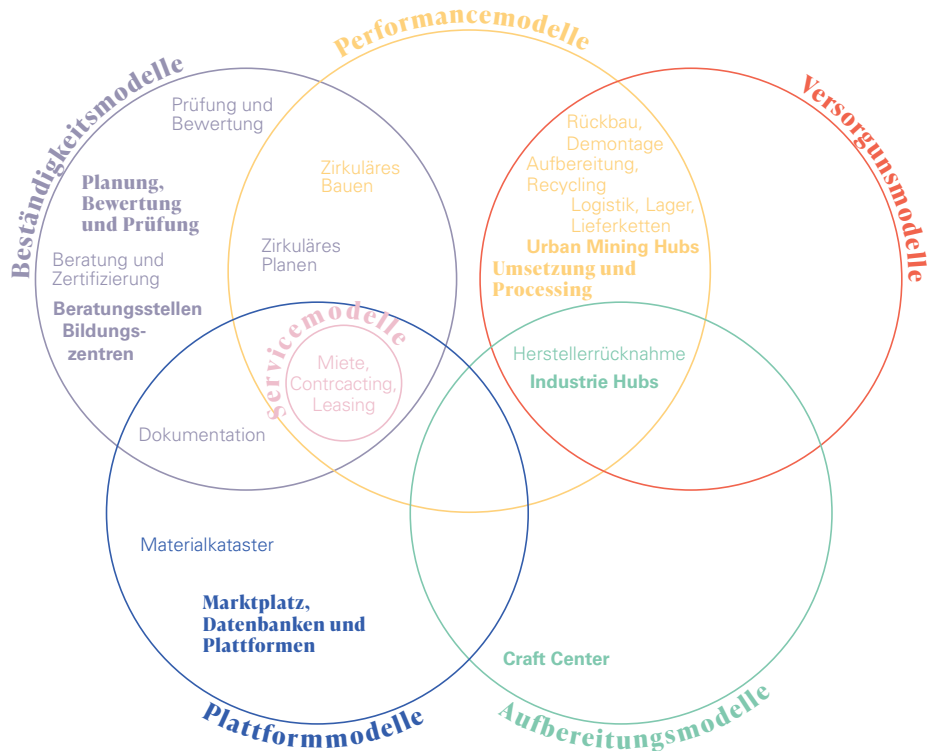 Performancemodelle
Beständigkeitsmodelle
Versorgunsmodelle
Prüfung und
Bewertung
Planung,
Bewertung
und Prüfung
Beratung und
Zertifizierung
Beratungsstellen
Bildungs-
zentren
Zirkuläres
Bauen
Zirkuläres
Planen
Rückbau,
Demontage
Aufbereitung,
Recycling
Logistik, Lager,
Lieferketten
Urban Mining Hubs
Umsetzung und
Processing
Servicemodelle
Miete,
Contrcacting,
Leasing
Herstellerrücknahme
Industrie Hubs
Dokumentation
Materialkataster
Marktplatz,
Datenbanken und
Plattformen
Craft Center
Plattformmodelle
Aufbereitungsmodelle